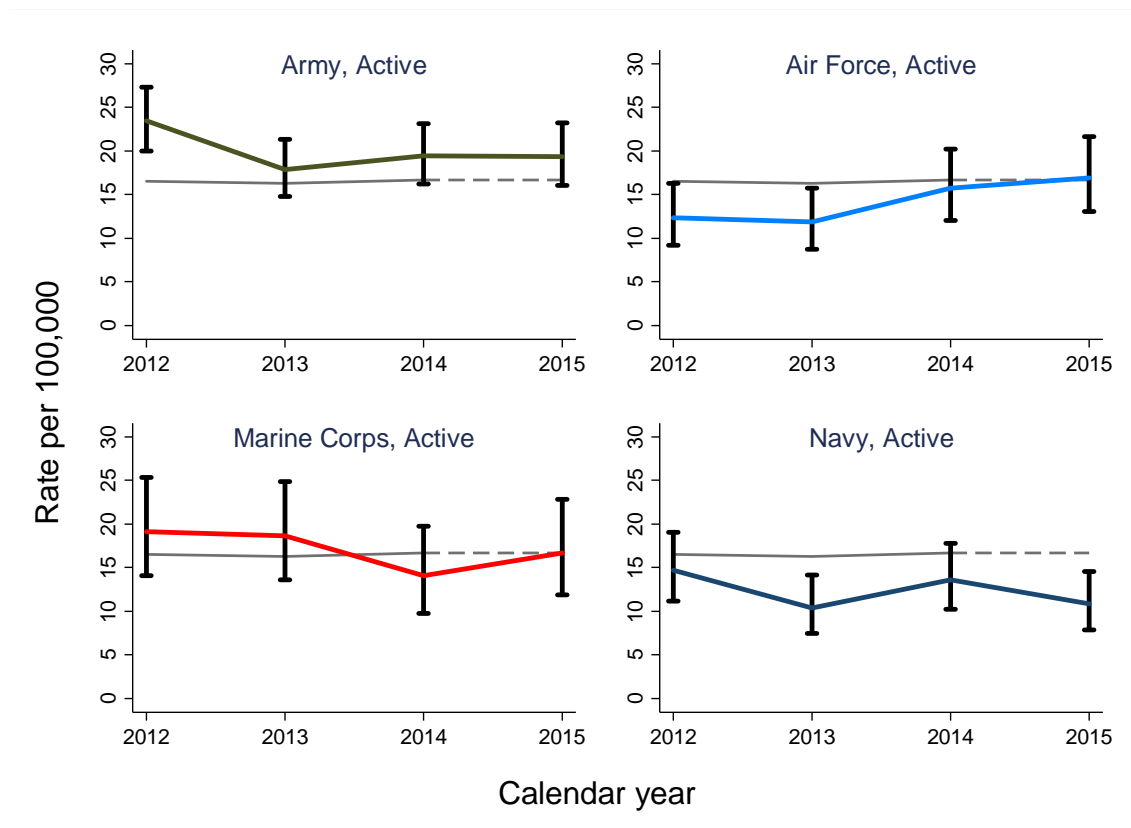 Army, Active
30
25
20
15
10
5
0
2012 2013 2014 2015
Air Force, Active
30
25
20
15
10
5
0
2012 2013 2014 2015
Rate per 100,000
Marine Corps, Active
30
25
20
15
10
5
0
2012 2013 2014 2015
Navy, Active
30
25
20
15
10
5
0
2012 2013 2014 2015
Calendar year